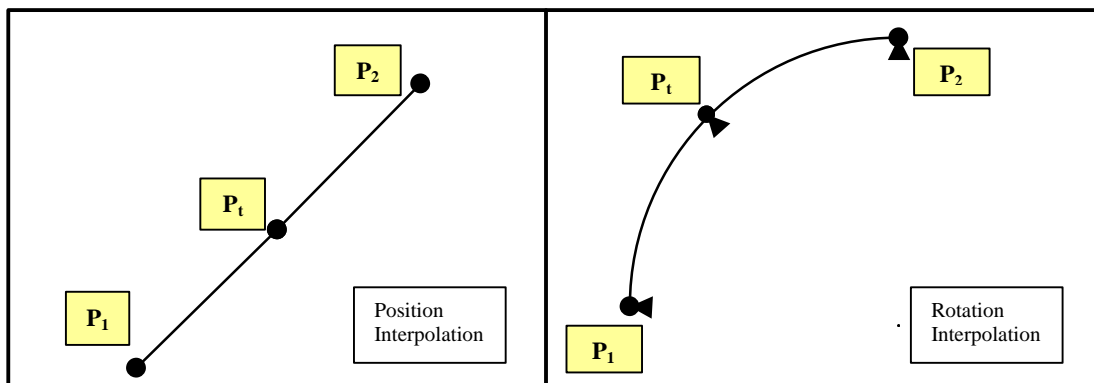 P₂
Pₜ
P₁
Position
Interpolation
Pₜ
P₂
P₁
Rotation
Interpolation